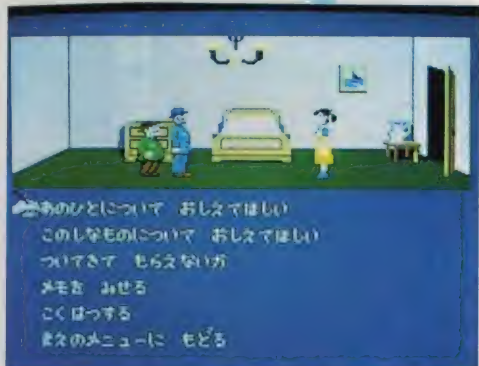 あのひとについて おしえてほしい
このしなものについて おしえてほしい
ついてきて もらえないか
メモを みせる
こくはつする
まえのメニューに もどる